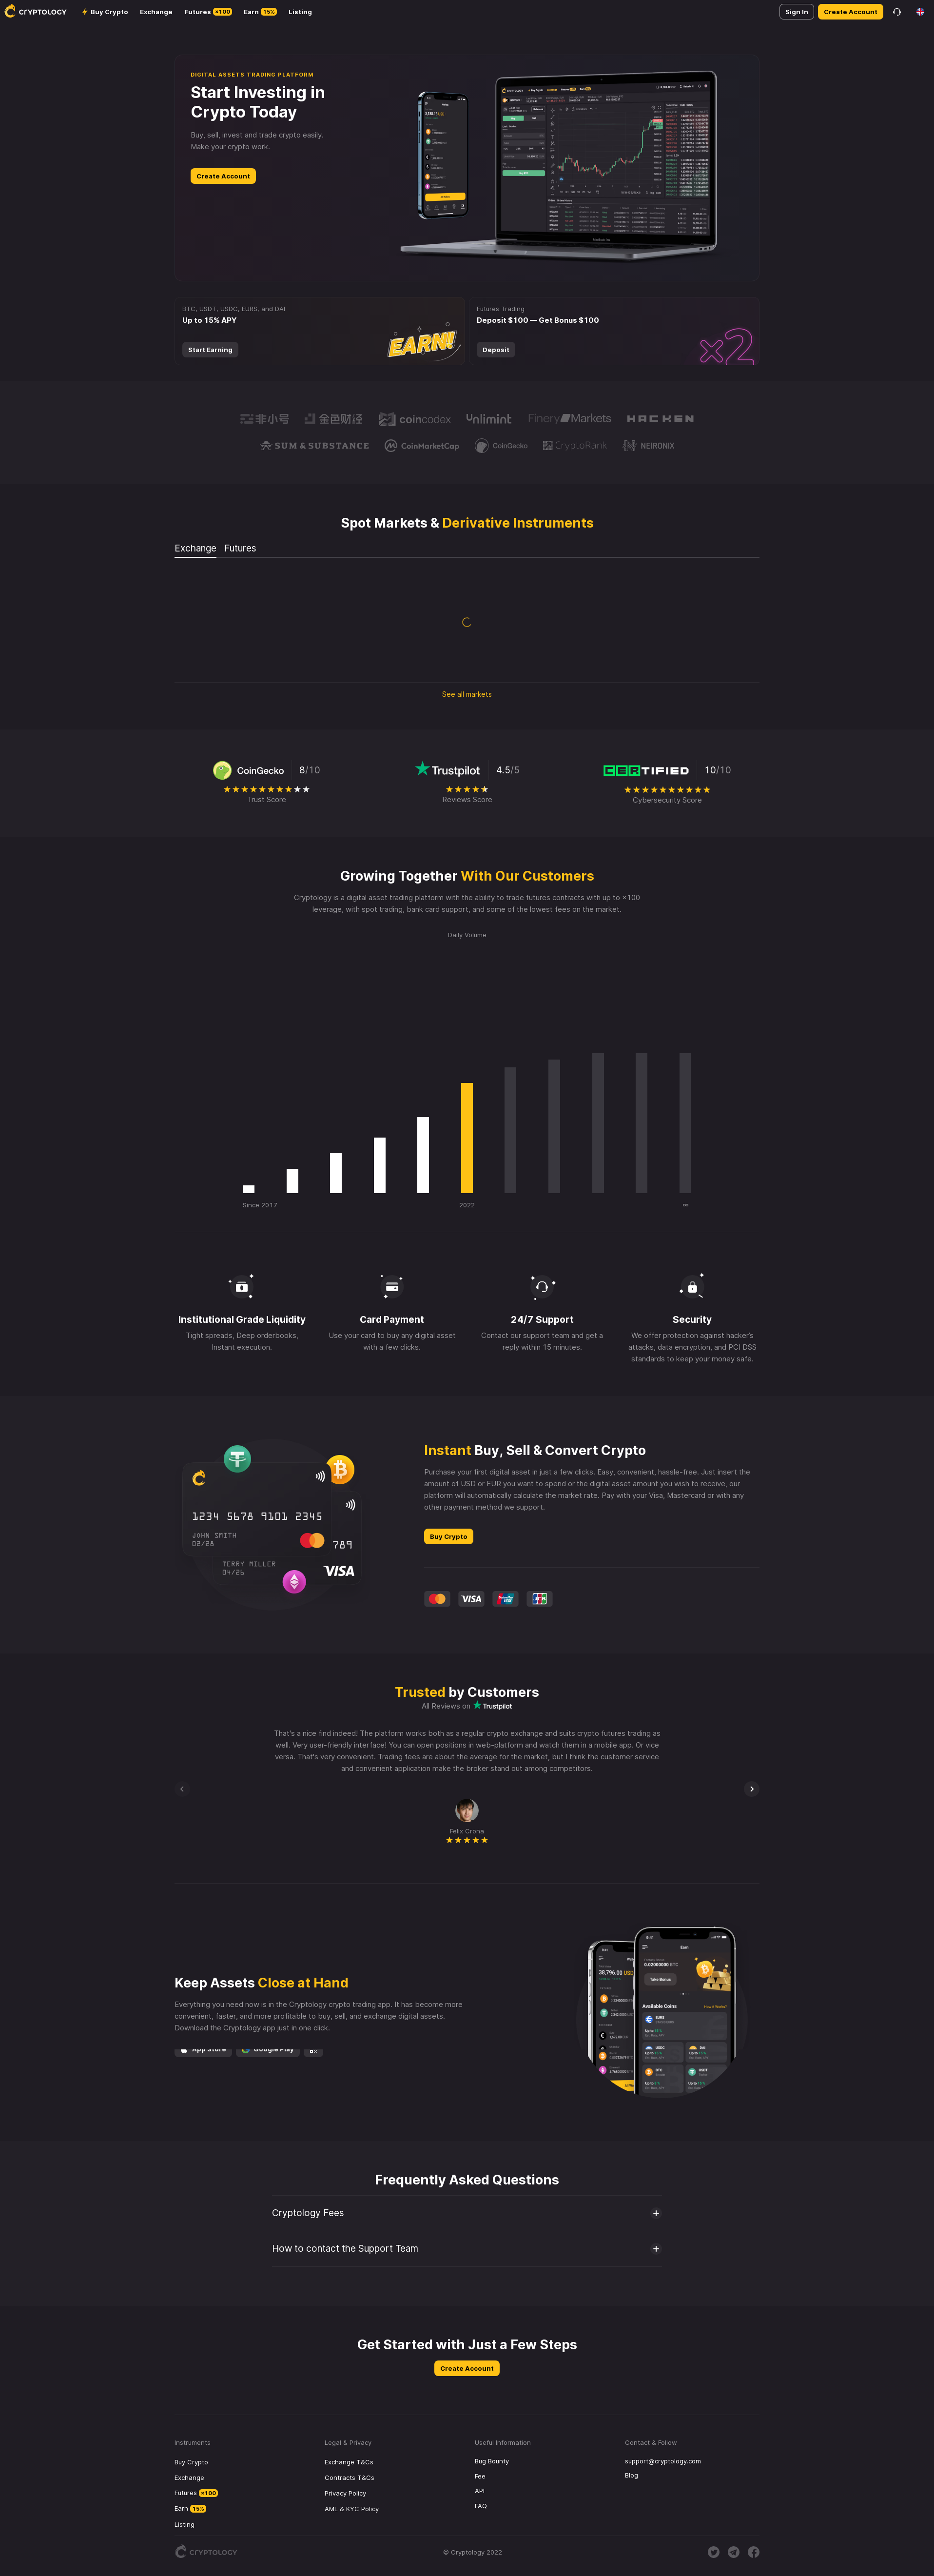 CRYPTOLOGY Buy Crypto Exchange Futures ×100 Earn 15% Listing Sign In Create Account
DIGITAL ASSETS TRADING PLATFORM
Start Investing in
Crypto Today
Buy, sell, invest and trade crypto easily.
Make your crypto work.
Create Account
BTC, USDT, USDC, EURS, and DAI
Up to 15% APY
Start Earning
EARN!
Futures Trading
Deposit $100 — Get Bonus $100
Deposit
×2
非小号 金色财经 coincodex Unlimint Finery Markets HACKEN
SUM & SUBSTANCE CoinMarketCap CoinGecko CryptoRank NEIRONIX
Spot Markets & Derivative Instruments
Exchange Futures
See all markets
CoinGecko 8/10
Trust Score
Trustpilot 4.5/5
Reviews Score
CERTIFIED 10/10
Cybersecurity Score
Growing Together With Our Customers
Cryptology is a digital asset trading platform with the ability to trade futures contracts with up to ×100
leverage, with spot trading, bank card support, and some of the lowest fees on the market.
Daily Volume
Since 2017 2022 ∞
Institutional Grade Liquidity
Tight spreads, Deep orderbooks,
Instant execution.
Card Payment
Use your card to buy any digital asset
with a few clicks.
24/7 Support
Contact our support team and get a
reply within 15 minutes.
Security
We offer protection against hacker's
attacks, data encryption, and PCI DSS
standards to keep your money safe.
1234 5678 9101 2345
JOHN SMITH
02/28
789
TERRY MILLER
04/26
VISA
Instant Buy, Sell & Convert Crypto
Purchase your first digital asset in just a few clicks. Easy, convenient, hassle-free. Just insert the
amount of USD or EUR you want to spend or the digital asset amount you wish to receive, our
platform will automatically calculate the market rate. Pay with your Visa, Mastercard or with any
other payment method we support.
Buy Crypto
VISA JCB
Trusted by Customers
All Reviews on Trustpilot
That's a nice find indeed! The platform works both as a regular crypto exchange and suits crypto futures trading as
well. Very user-friendly interface! You can open positions in web-platform and watch them in a mobile app. Or vice
versa. That's very convenient. Trading fees are about the average for the market, but I think the customer service
and convenient application make the broker stand out among competitors.
Felix Crona
Keep Assets Close at Hand
Everything you need now is in the Cryptology crypto trading app. It has become more
convenient, faster, and more profitable to buy, sell, and exchange digital assets.
Download the Cryptology app just in one click.
App Store Google Play
38,796.00 USD
Earn
Demo Bonus
0.02000000 BTC
Take Bonus
Available Coins
How it Works?
Frequently Asked Questions
Cryptology Fees
How to contact the Support Team
Get Started with Just a Few Steps
Create Account
Instruments
Buy Crypto
Exchange
Futures ×100
Earn 15%
Listing
Legal & Privacy
Exchange T&Cs
Contracts T&Cs
Privacy Policy
AML & KYC Policy
Useful Information
Bug Bounty
Fee
API
FAQ
Contact & Follow
support@cryptology.com
Blog
CRYPTOLOGY
© Cryptology 2022